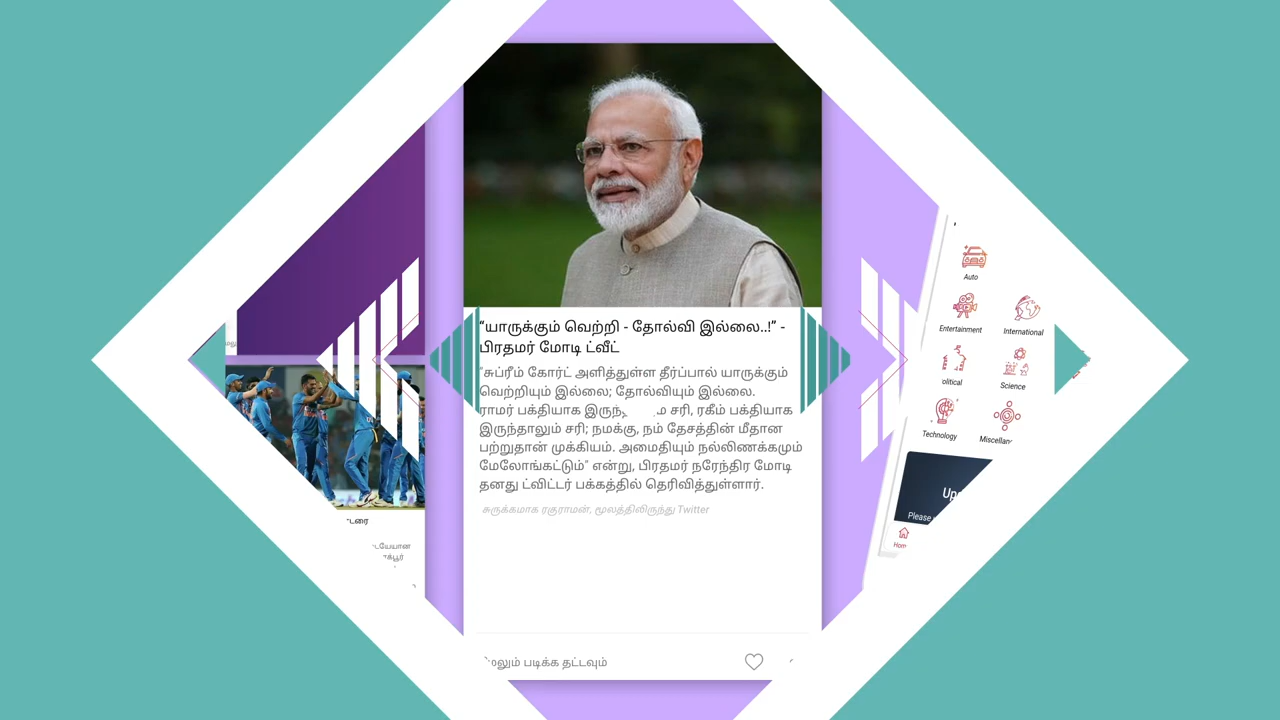 “யாருக்கும் வெற்றி - தோல்வி இல்லை..!” -
பிரதமர் மோடி ட்வீட்
"சுப்ரீம் கோர்ட் அளித்துள்ள தீர்ப்பால் யாருக்கும்
வெற்றியும் இல்லை; தோல்வியும் இல்லை.
ராமர் பக்தியாக சரி, ரகீம் பக்தியாக
இருந்தாலும் சரி; நமக்கு, நம் தேசத்தின் மீதான
பற்றுதான் முக்கியம். அமைதியும் நல்லிணக்கமும்
மேலோங்கட்டும்" என்று, பிரதமர் நரேந்திர மோடி
தனது ட்விட்டர் பக்கத்தில் தெரிவித்துள்ளார்.
சுருக்கமாக ரகுராமன், மூலத்திலிருந்து Twitter
படிக்க தட்டவும்
Auto
Entertainment
International
Science
Technology
Please